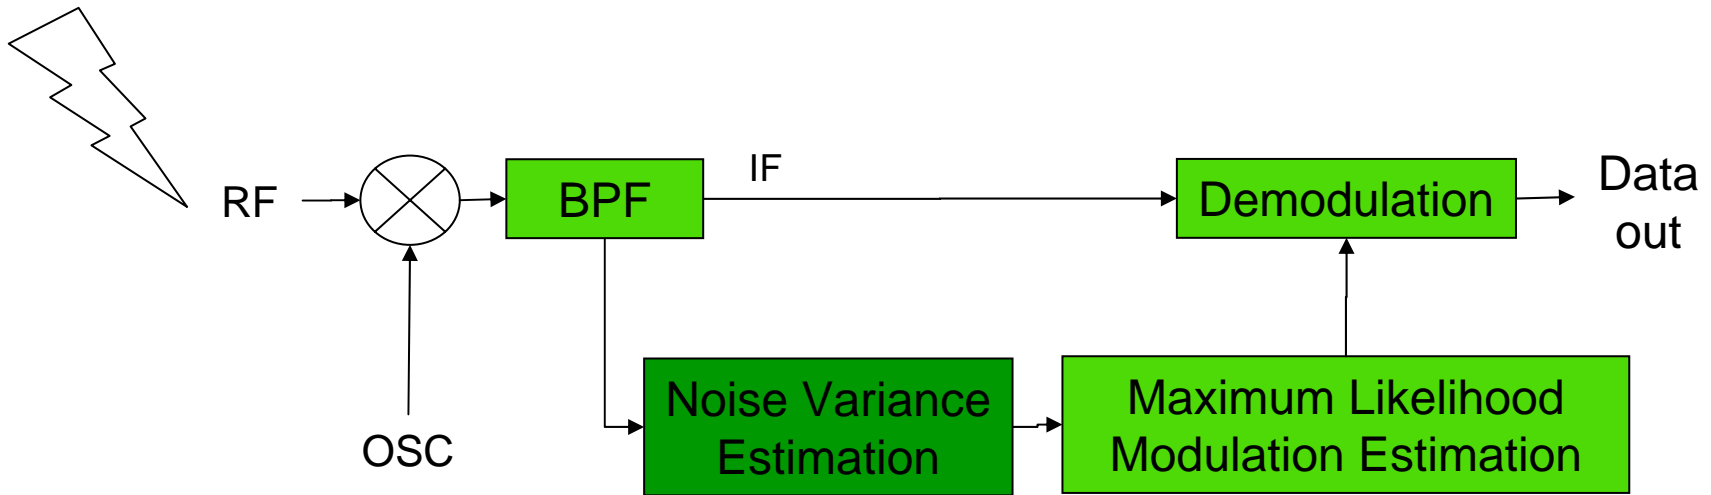 RF
OSC
BPF
IF
Demodulation
Data
out
Noise Variance
Estimation
Maximum Likelihood
Modulation Estimation